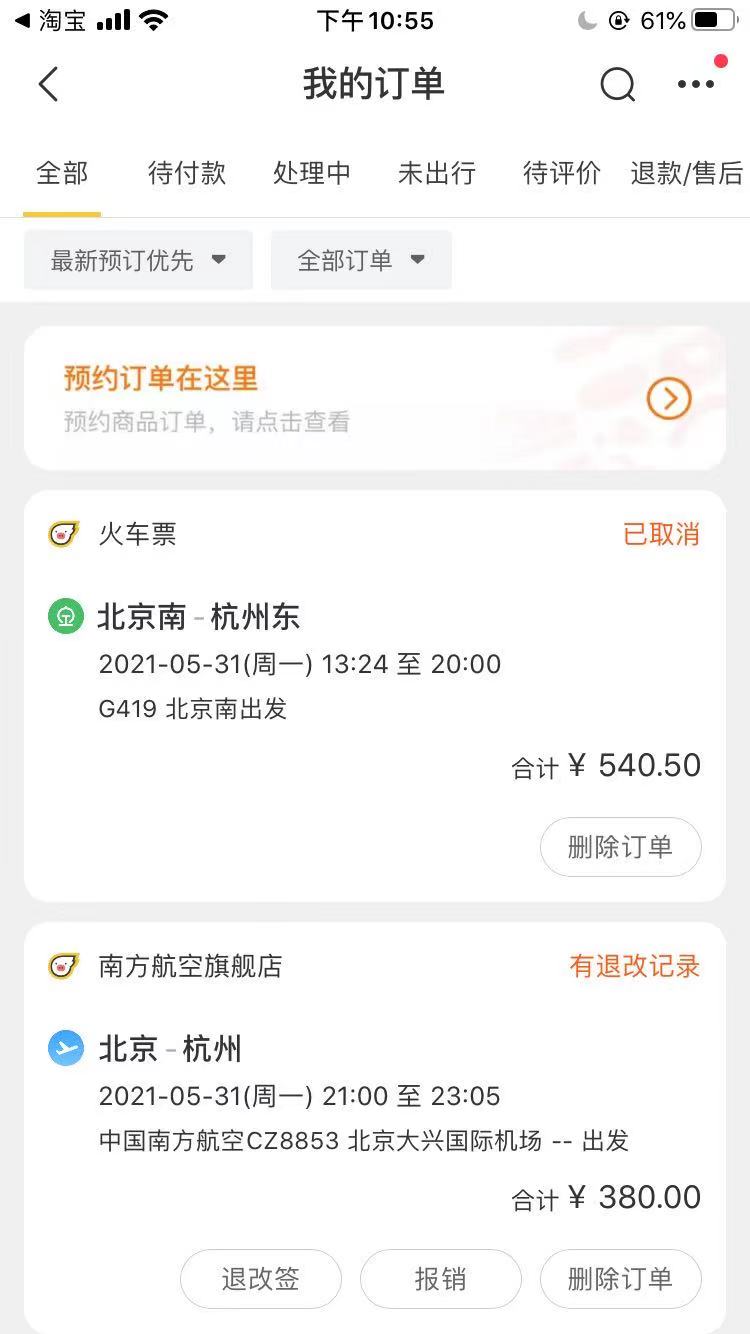 淘宝 下午10:55 61%
我的订单
全部 待付款 处理中 未出行 待评价 退款/售后
最新预订优先 全部订单
预约订单在这里
预约商品订单，请点击查看
火车票 已取消
北京南-杭州东
2021-05-31(周一) 13:24 至 20:00
G419 北京南出发
合计 ¥ 540.50
删除订单
南方航空旗舰店 有退改记录
北京-杭州
2021-05-31(周一) 21:00 至 23:05
中国南方航空CZ8853 北京大兴国际机场 -- 出发
合计 ¥ 380.00
退改签 报销 删除订单